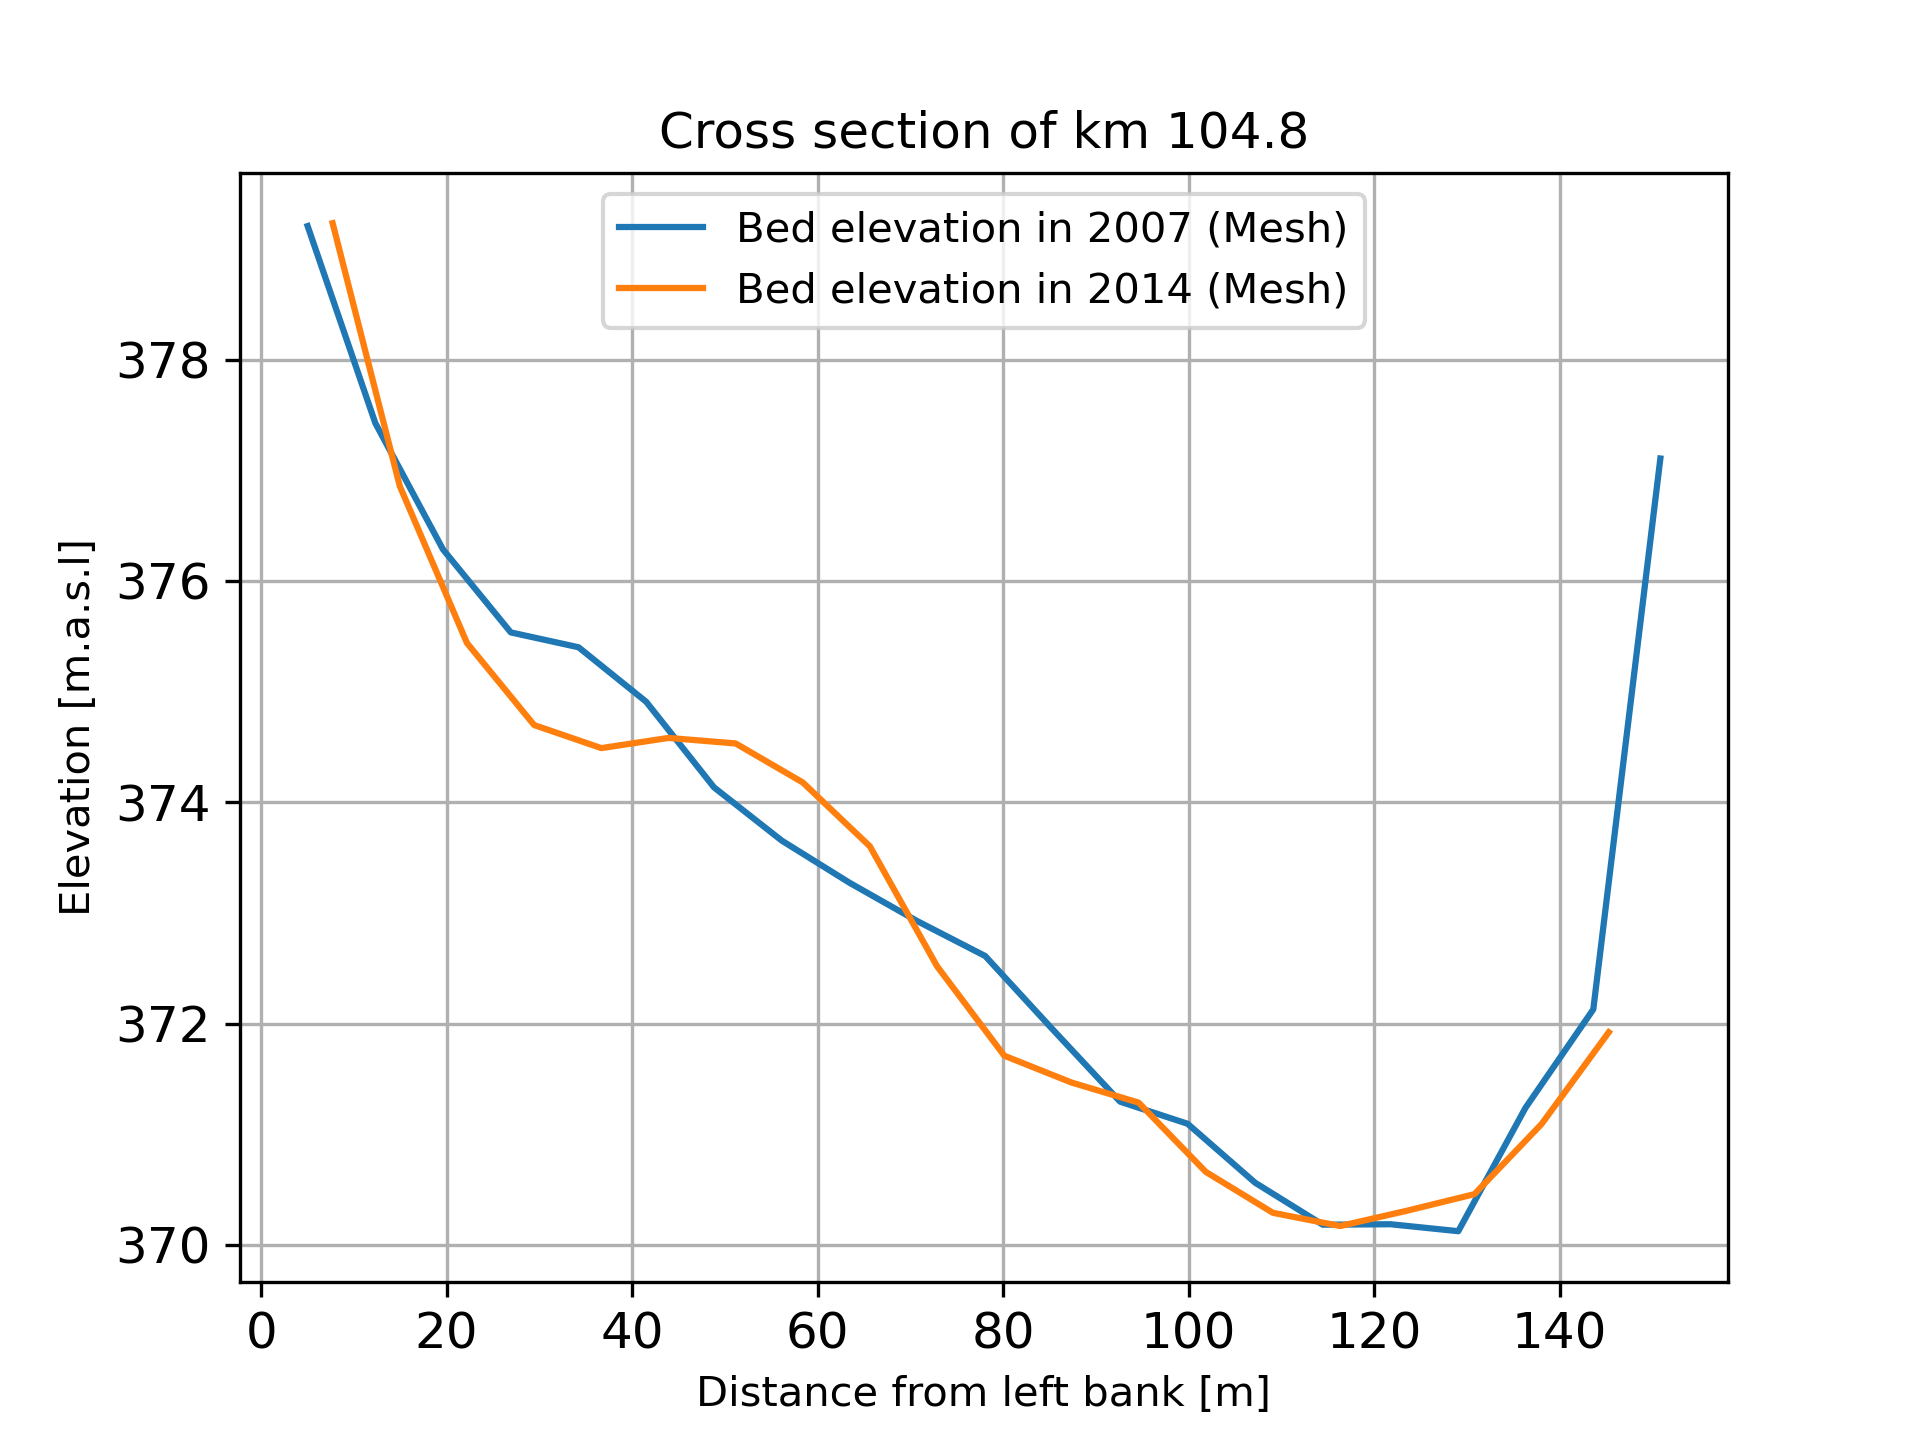 Cross section of km 104.8
Bed elevation in 2007 (Mesh)
Bed elevation in 2014 (Mesh)
Elevation [m.a.s.l]
378
376
374
372
370
0 20 40 60 80 100 120 140
Distance from left bank [m]